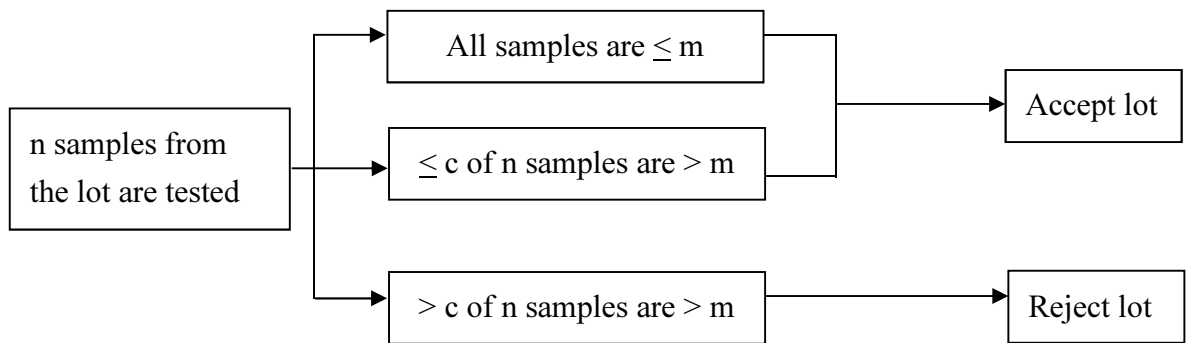 All samples are ≤ m
n samples from
the lot are tested
≤ c of n samples are > m
Accept lot
> c of n samples are > m
Reject lot